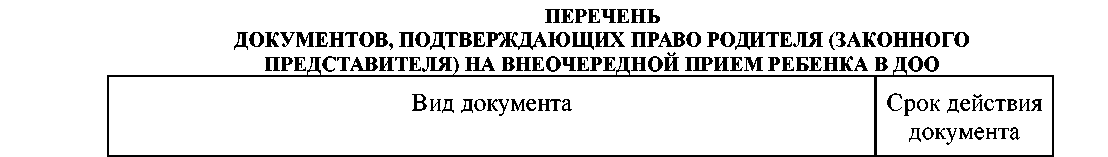 ПЕРЕЧЕНЬ
ДОКУМЕНТОВ, ПОДТВЕРЖДАЮЩИХ ПРАВО РОДИТЕЛЯ (ЗАКОННОГО
ПРЕДСТАВИТЕЛЯ) НА ВНЕОЧЕРЕДНОЙ ПРИЕМ РЕБЕНКА В ДОО
Вид документа
Срок действия
документа